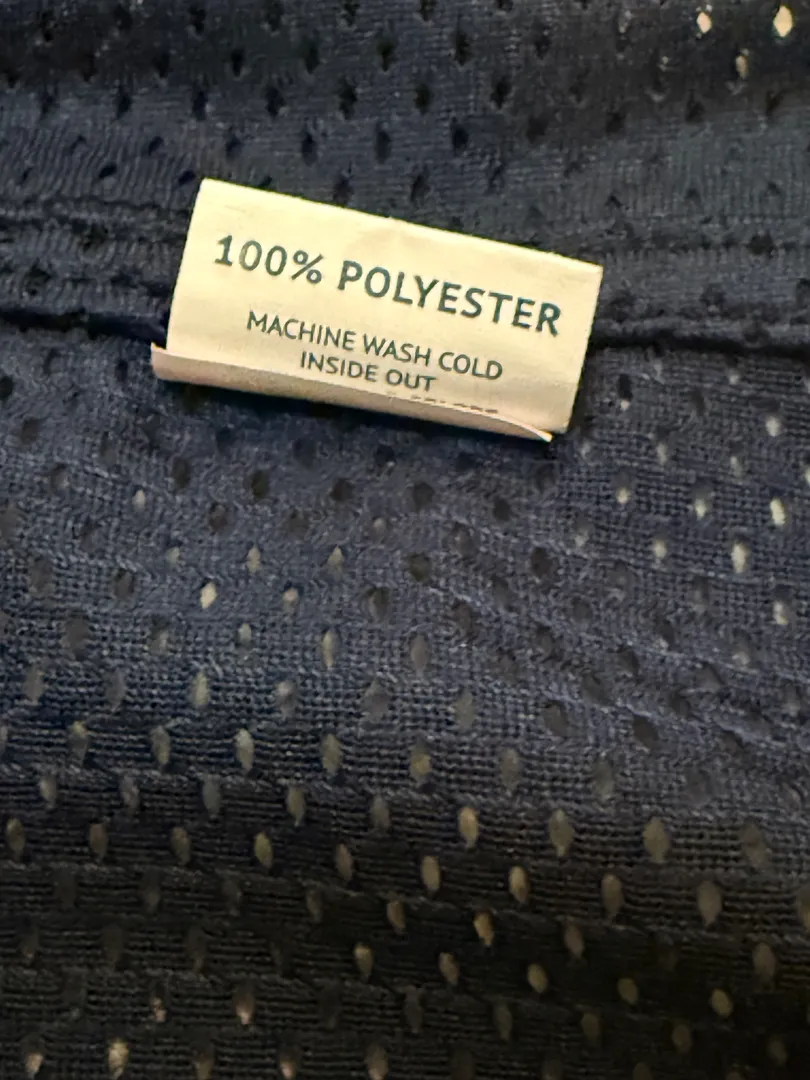 100% POLYESTER
MACHINE WASH COLD
INSIDE OUT